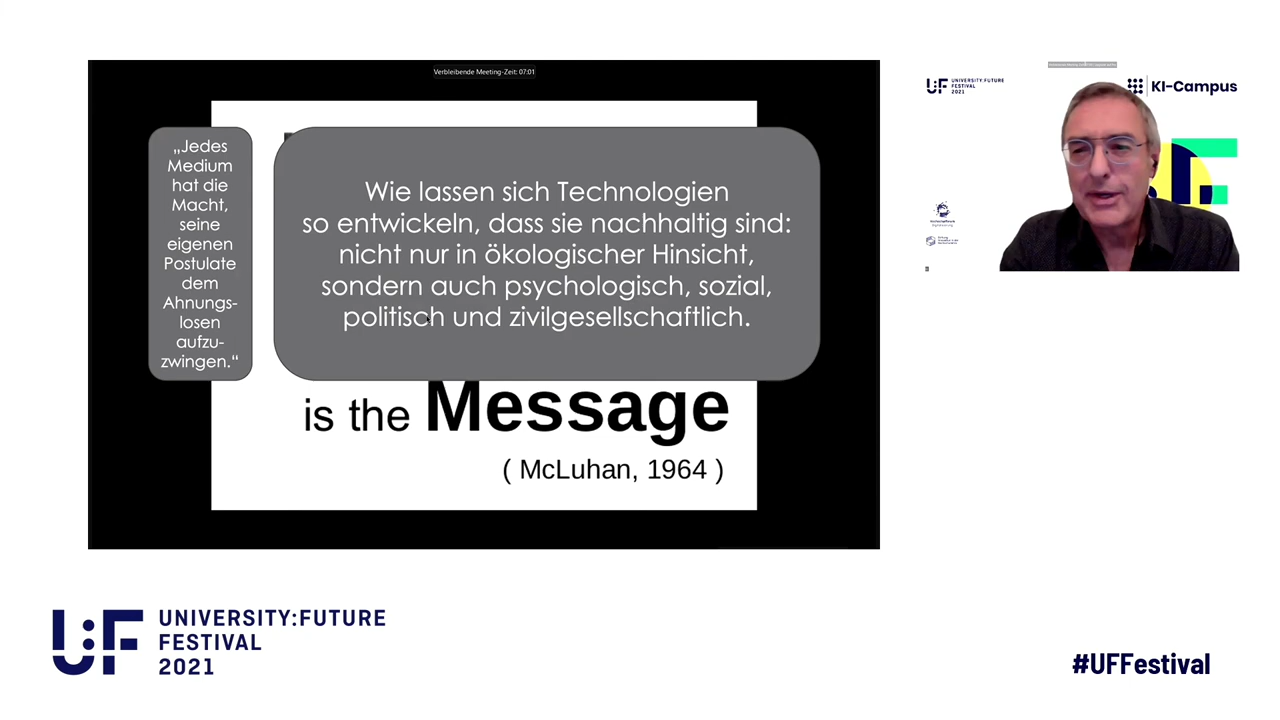 Verbleibende Meeting-Zeit: 07:01
„Jedes
Medium
hat die
Macht,
seine
eigenen
Postulate
dem
Ahnungs-
losen
aufzu-
zwingen.“
Wie lassen sich Technologien
so entwickeln, dass sie nachhaltig sind:
nicht nur in ökologischer Hinsicht,
sondern auch psychologisch, sozial,
politisch und zivilgesellschaftlich.
is the Message
( McLuhan, 1964 )
U:F UNIVERSITY:FUTURE
FESTIVAL
2021
KI-Campus
U:F UNIVERSITY:FUTURE
FESTIVAL
2021
#UFFestival